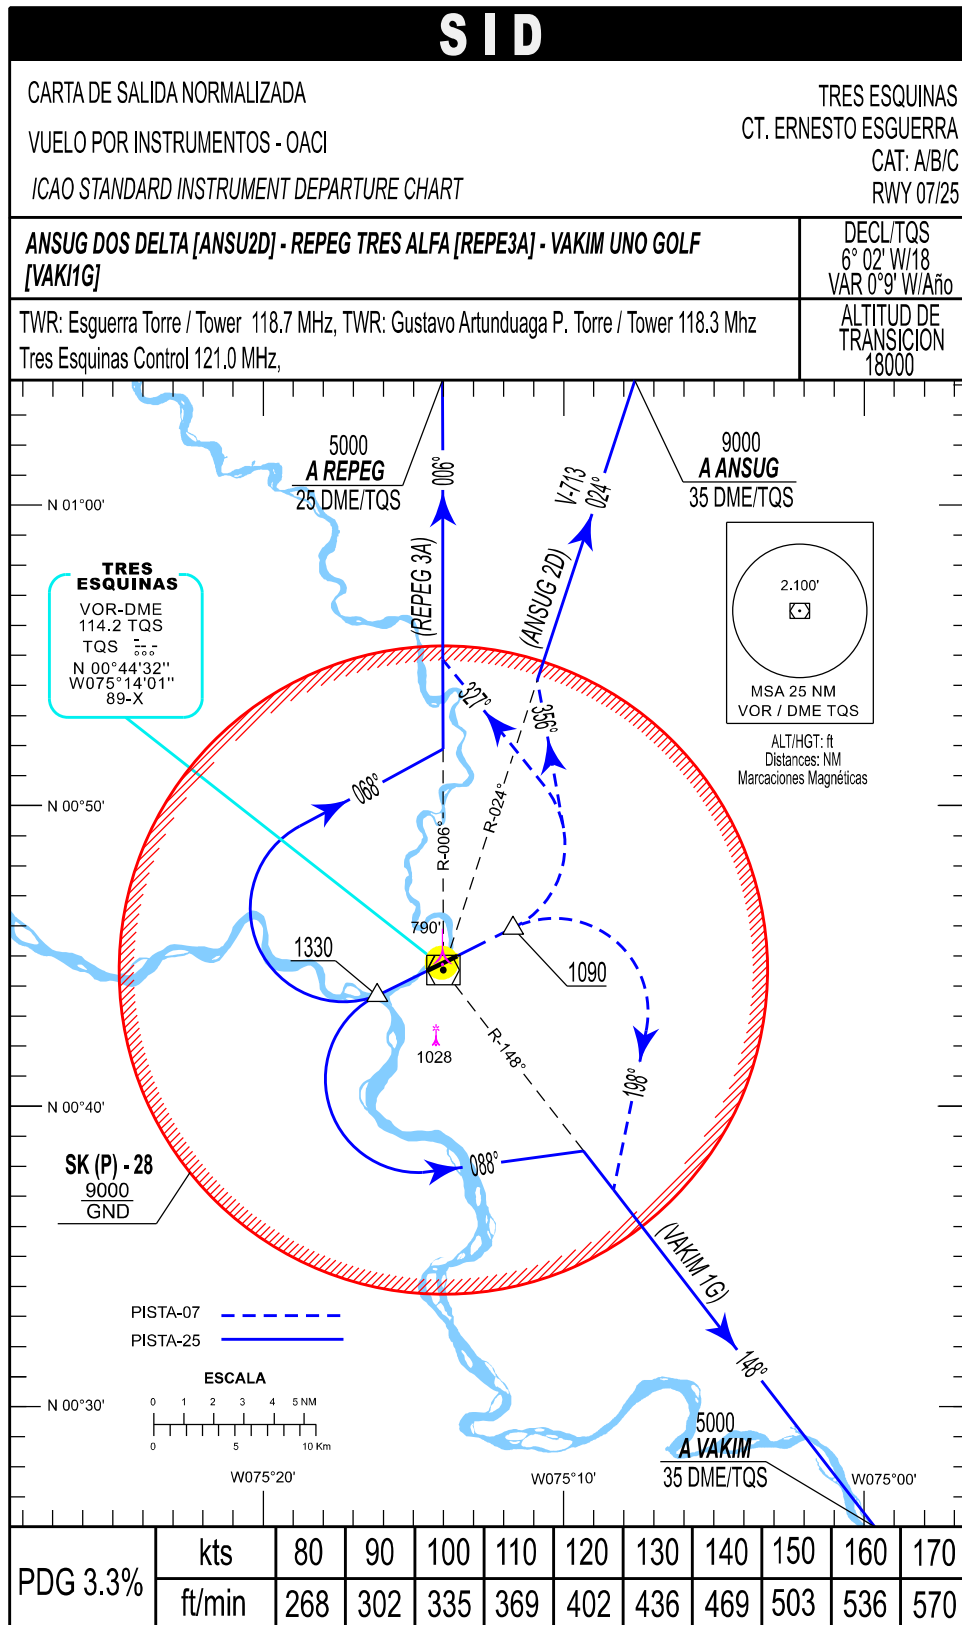 SID
CARTA DE SALIDA NORMALIZADA
VUELO POR INSTRUMENTOS - OACI
ICAO STANDARD INSTRUMENT DEPARTURE CHART
TRES ESQUINAS
CT. ERNESTO ESGUERRA
CAT: A/B/C
RWY 07/25
ANSUG DOS DELTA [ANSU2D] - REPEG TRES ALFA [REPE3A] - VAKIM UNO GOLF
[VAKI1G]
DECL/TQS
6° 02' W/18
VAR 0°9' W/Año
TWR: Esguerra Torre / Tower 118.7 MHz, TWR: Gustavo Artunduaga P. Torre / Tower 118.3 Mhz
Tres Esquinas Control 121.0 MHz,
ALTITUD DE
TRANSICION
18000
5000
A REPEG
25 DME/TQS
006°
V-713
024°
9000
A ANSUG
35 DME/TQS
N 01°00'
(REPEG 3A)
(ANSUG 2D)
2.100'
MSA 25 NM
VOR / DME TQS
ALT/HGT: ft
Distances: NM
Marcaciones Magnéticas
TRES
ESQUINAS
VOR-DME
114.2 TQS
TQS
N 00°44'32''
W075°14'01''
89-X
327°
356°
068°
R-006°
R-024°
N 00°50'
790'
1330
1090
1028
R-148°
198°
N 00°40'
088°
SK (P) - 28
9000
GND
(VAKIM 1G)
148°
PISTA-07
PISTA-25
ESCALA
0 1 2 3 4 5 NM
0 5 10 Km
N 00°30'
5000
A VAKIM
35 DME/TQS
W075°20'
W075°10'
W075°00'
PDG 3.3%
kts 80 90 100 110 120 130 140 150 160 170
ft/min 268 302 335 369 402 436 469 503 536 570